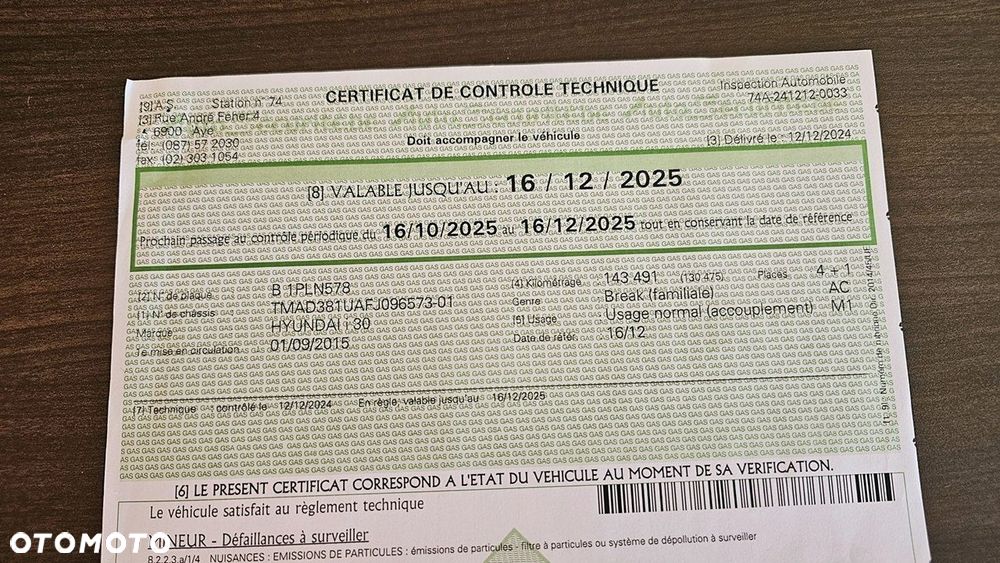 [9] A.S Station n° 74
CERTIFICAT DE CONTROLE TECHNIQUE
Inspection Automobile
74A-241212-0033
[3] Rue André Feher 4
6900 Aye
tél: (087) 57 2030
fax: (02) 303 1054
Doit accompagner le véhicule
[3] Délivré le : 12/12/2024
[8] VALABLE JUSQU'AU : 16 / 12 / 2025
Prochain passage au contrôle périodique du 16/10/2025 au 16/12/2025 tout en conservant la date de référence
[2] N° de plaque B 1PLN578
[4] Kilométrage 143 491 (130 475) Places 4 + 1
[1] N° de châssis : TMAD381UAFJ096573-01
Genre : Break (familiale) AC
Marque HYUNDAI i 30
[5] Usage : Usage normal (accouplement) M1
1e mise en circulation 01/09/2015
Date de réfer. : 16/12
[7] Technique : contrôlé le 12/12/2024 En règle, valable jusqu'au 16/12/2025
[6] LE PRESENT CERTIFICAT CORRESPOND A L'ETAT DU VEHICULE AU MOMENT DE SA VERIFICATION.
Le véhicule satisfait au règlement technique
MINEUR - Défaillances à surveiller
8.2.2.3.a/1/4 NUISANCES : EMISSIONS DE PARTICULES : émissions de particules - filtre à particules ou système de dépollution à surveiller
OTOMOTO